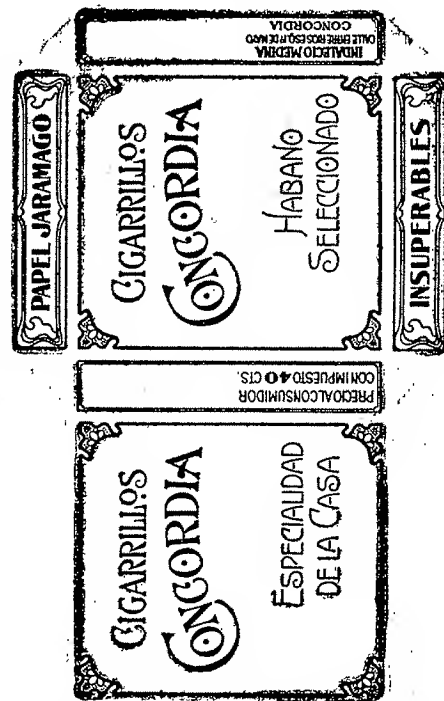 INDALECIO MEDINA
CALLE ENTRE RIOS ESQ. 1º DE MAYO
CONCORDIA
PAPEL JARAMAGO
CIGARRILLOS
CONCORDIA
HABANO
SELECCIONADO
INSUPERABLES
PRECIO AL CONSUMIDOR
CON IMPUESTO 40 CTS.
CIGARRILLOS
CONCORDIA
ESPECIALIDAD
DE LA CASA